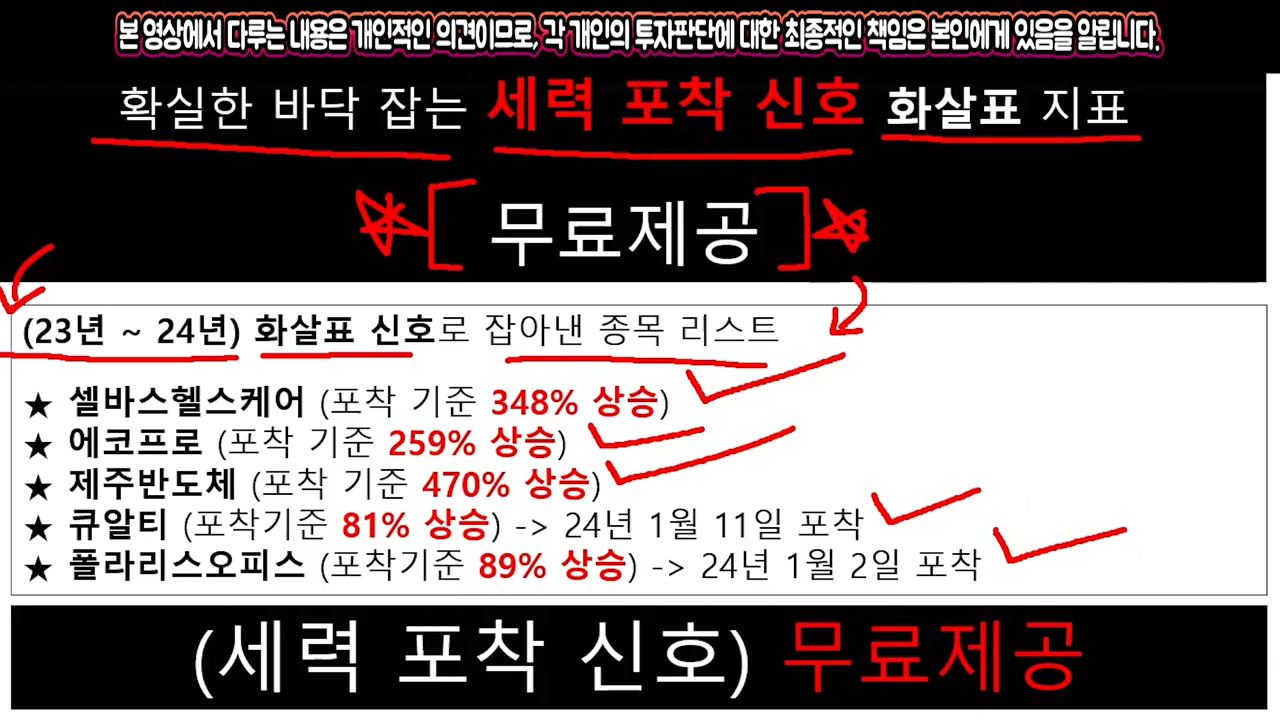 본 영상에서 다루는 내용은 개인적인 의견이므로, 각 개인의 투자판단에 대한 최종적인 책임은 본인에게 있음을 알립니다.
확실한 바닥 잡는 세력 포착 신호 화살표 지표
무료제공
(23년 ~ 24년) 화살표 신호로 잡아낸 종목 리스트
★ 셀바스헬스케어 (포착 기준 348% 상승)
★ 에코프로 (포착 기준 259% 상승)
★ 제주반도체 (포착 기준 470% 상승)
★ 큐알티 (포착기준 81% 상승) -> 24년 1월 11일 포착
★ 폴라리스오피스 (포착기준 89% 상승) -> 24년 1월 2일 포착
(세력 포착 신호) 무료제공